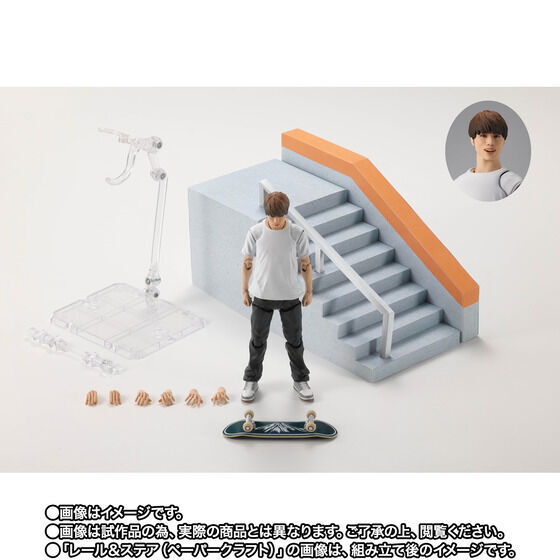 ●画像はイメージです。
●画像は試作品の為、実際の商品とは異なります。ご了承の上、閲覧ください。
●「レール&ステア（ペーパークラフト）」の画像は、組み立て後のイメージです。